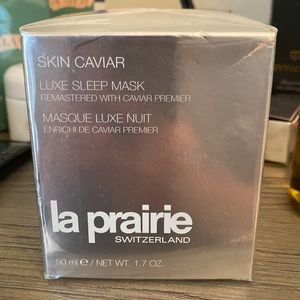 SKIN CAVIAR
LUXE SLEEP MASK
REMASTERED WITH CAVIAR PREMIER
MASQUE LUXE NUIT
ENRICHI DE CAVIAR PREMIER
la prairie
SWITZERLAND
50 ml e / NET WT. 1.7 OZ.